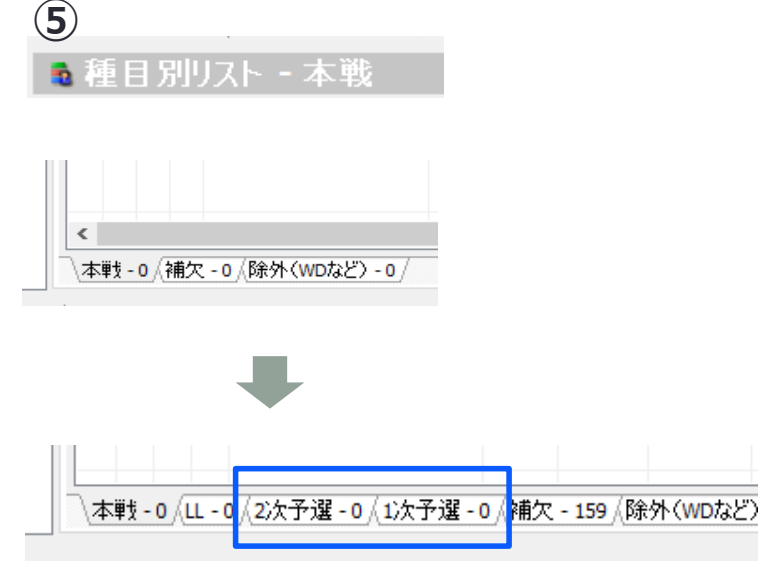 ⑤
種目別リスト - 本戦
<
本戦 - 0 補欠 - 0 除外(WDなど) - 0
本戦 - 0 LL - 0 2次予選 - 0 1次予選 - 0 補欠 - 159 除外(WDなど)